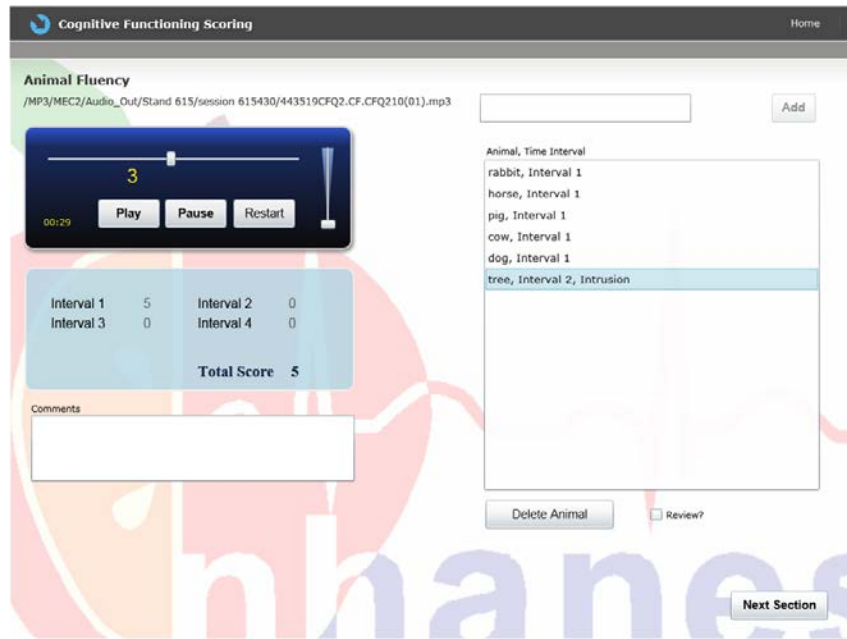 Cognitive Functioning Scoring
Home
Animal Fluency
/MP3/MEC2/Audio_Out/Stand 615/session 615430/443519CFQ2.CF.CFQ210(01).mp3
Add
3
00:29
Play
Pause
Restart
Animal, Time Interval
rabbit, Interval 1
horse, Interval 1
pig, Interval 1
cow, Interval 1
dog, Interval 1
tree, Interval 2, Intrusion
Interval 1 5 Interval 2 0
Interval 3 0 Interval 4 0
Total Score 5
Comments
Delete Animal
Review?
nhanes
Next Section